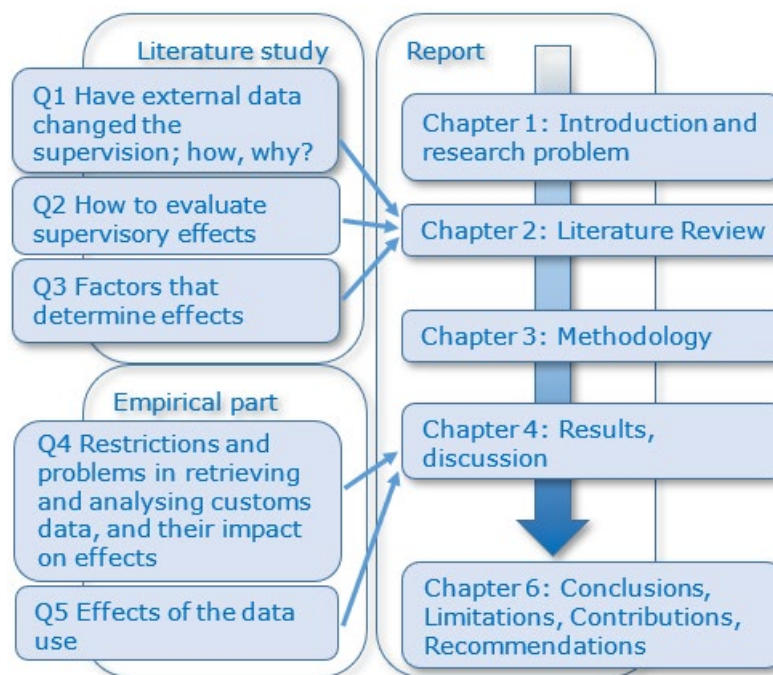 Literature study
Q1 Have external data
changed the
supervision; how, why?
Q2 How to evaluate
supervisory effects
Q3 Factors that
determine effects
Empirical part
Q4 Restrictions and
problems in retrieving
and analysing customs
data, and their impact
on effects
Q5 Effects of the data
use
Report
Chapter 1: Introduction and
research problem
Chapter 2: Literature Review
Chapter 3: Methodology
Chapter 4: Results,
discussion
Chapter 6: Conclusions,
Limitations, Contributions,
Recommendations